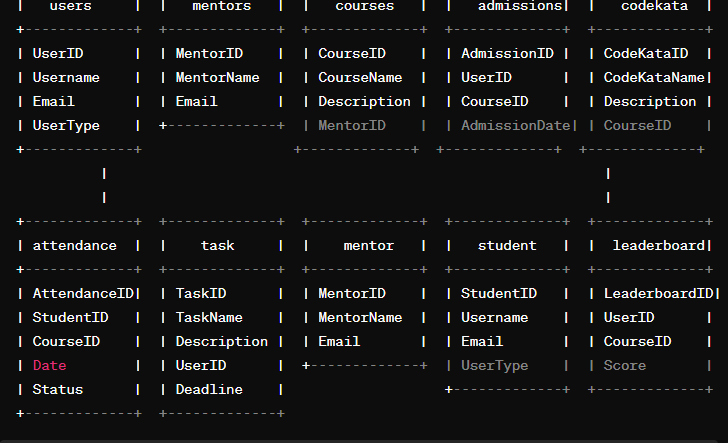 |   users     |  |   mentors   |  |   courses   |  |   admissions|  |   codekata  |
+-------------+  +-------------+  +-------------+  +-------------+  +-------------+
| UserID      |  | MentorID    |  | CourseID    |  | AdmissionID |  | CodeKataID  |
| Username    |  | MentorName  |  | CourseName  |  | UserID      |  | CodeKataName|
| Email       |  | Email       |  | Description |  | CourseID    |  | Description |
| UserType    |  +-------------+  | MentorID    |  | AdmissionDate|  | CourseID    |
+-------------+                  +-------------+  +-------------+  +-------------+
|                                                             |
|                                                             |
+-------------+  +-------------+  +-------------+  +-------------+  +-------------+
| attendance  |  |    task     |  |    mentor   |  |   student   |  |  leaderboard|
+-------------+  +-------------+  +-------------+  +-------------+  +-------------+
| AttendanceID|  | TaskID      |  | MentorID    |  | StudentID   |  | LeaderboardID|
| StudentID   |  | TaskName    |  | MentorName  |  | Username    |  | UserID      |
| CourseID    |  | Description |  | Email       |  | Email       |  | CourseID    |
| Date        |  | UserID      |  +-------------+  | UserType    |  | Score       |
| Status      |  | Deadline    |                   +-------------+  +-------------+
+-------------+  +-------------+